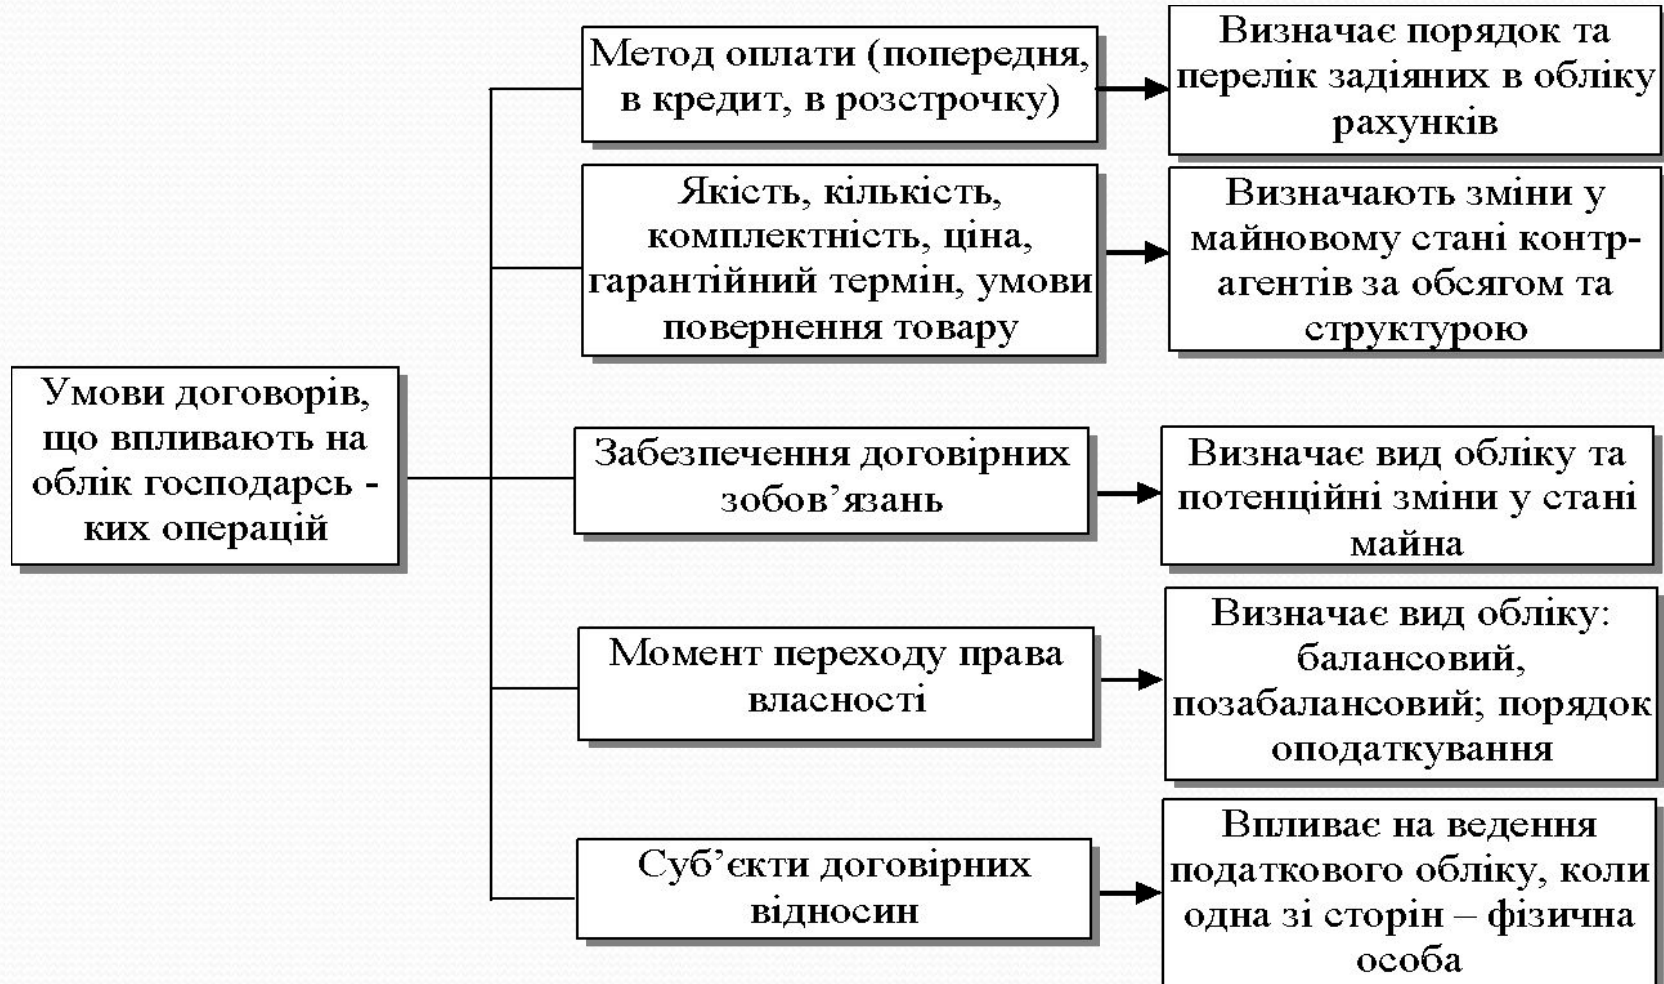 Умови договорів,
що впливають на
облік господарсь -
ких операцій
Метод оплати (попередня,
в кредит, в розстрочку)
Визначає порядок та
перелік задіяних в обліку
рахунків
Якість, кількість,
комплектність, ціна,
гарантійний термін, умови
повернення товару
Визначають зміни у
майновому стані контр-
агентів за обсягом та
структурою
Забезпечення договірних
зобов’язань
Визначає вид обліку та
потенційні зміни у стані
майна
Момент переходу права
власності
Визначає вид обліку:
балансовий,
позабалансовий; порядок
оподаткування
Суб’єкти договірних
відносин
Впливає на ведення
податкового обліку, коли
одна зі сторін – фізична
особа